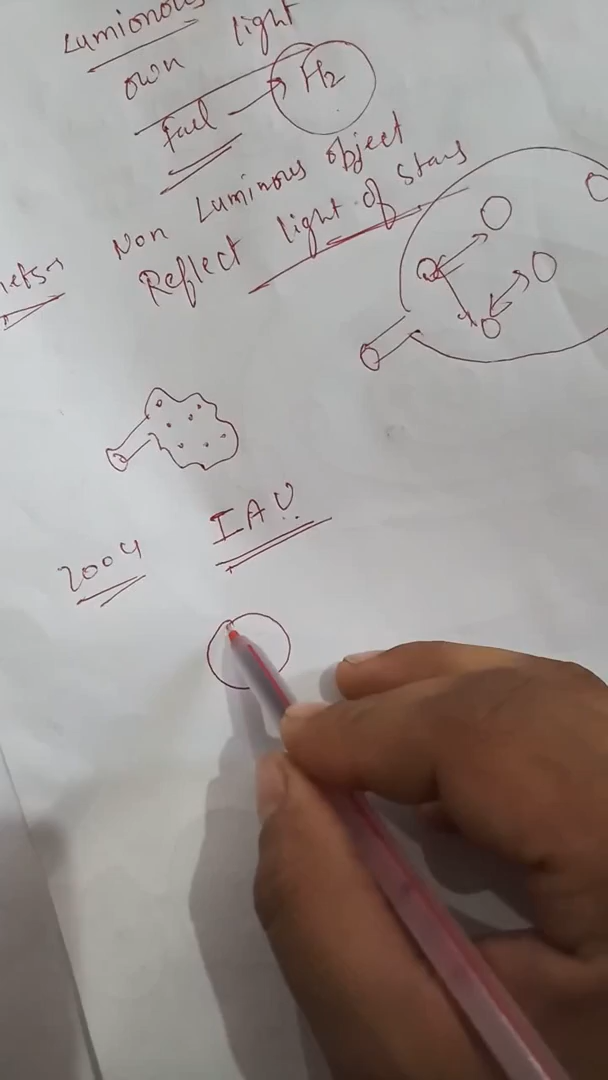 Lumionous
own light
Fuel → H2
Non Luminous object
Reflect light of Stars
2004 IAU